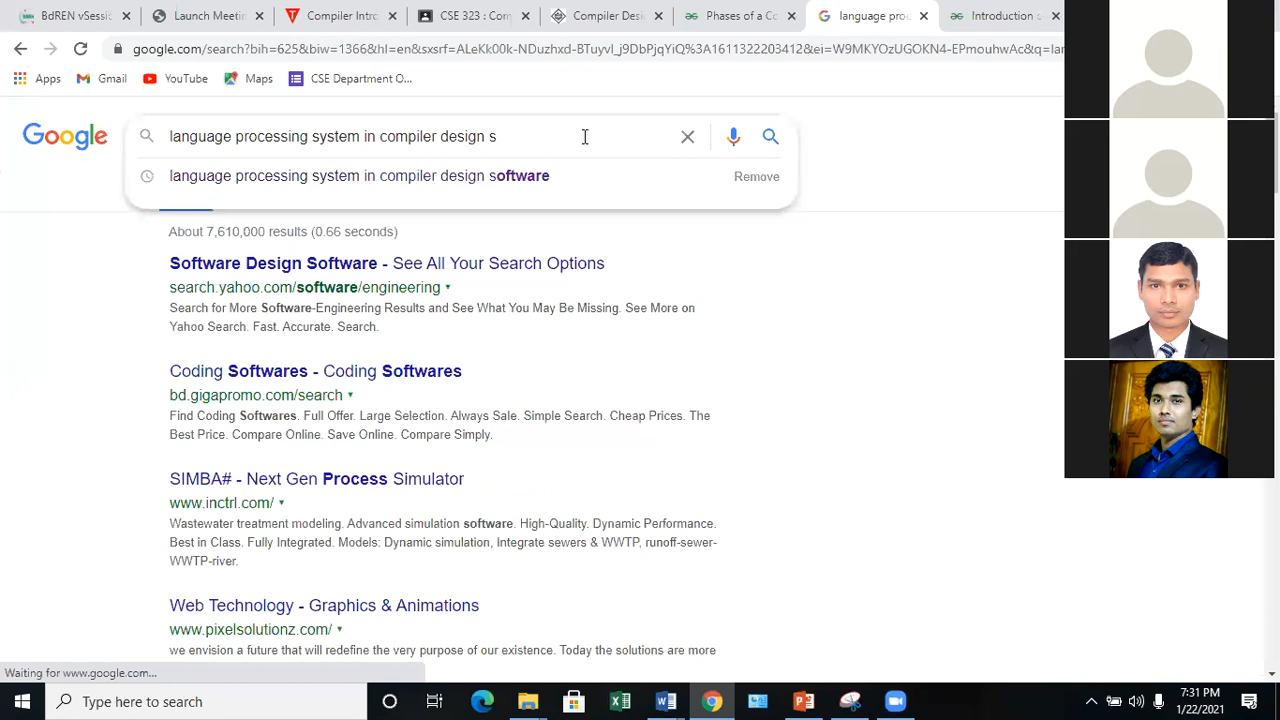 BdREN vSessi
Launch Meeti
Compiler Intro
CSE 323 : Com
Compiler Desi
Phases of a Co
language proc
Introduction o
google.com/search?bih=625&biw=1366&hl=en&sxsrf=ALeKk00k-NDuzhxd-BTuyvl_j9DbPjqYiQ%3A1611322203412&ei=W9MKYOzUGOKN4-EPmouhwAc&q=lan
Apps
Gmail
YouTube
Maps
CSE Department O...
Google
language processing system in compiler design s
language processing system in compiler design software
Remove
About 7,610,000 results (0.66 seconds)
Software Design Software - See All Your Search Options
search.yahoo.com/software/engineering
Search for More Software-Engineering Results and See What You May Be Missing. See More on
Yahoo Search. Fast. Accurate. Search.
Coding Softwares - Coding Softwares
bd.gigapromo.com/search
Find Coding Softwares. Full Offer. Large Selection. Always Sale. Simple Search. Cheap Prices. The
Best Price. Compare Online. Save Online. Compare Simply.
SIMBA# - Next Gen Process Simulator
www.inctrl.com/
Wastewater treatment modeling. Advanced simulation software. High-Quality. Dynamic Performance.
Best in Class. Fully Integrated. Models: Dynamic simulation, Integrate sewers & WWTP, runoff-sewer-
WWTP-river.
Web Technology - Graphics & Animations
www.pixelsolutionz.com/
we envision a future that will redefine the very purpose of our existence. Today the solutions are more
Waiting for www.google.com...
Type here to search
7:31 PM
1/22/2021